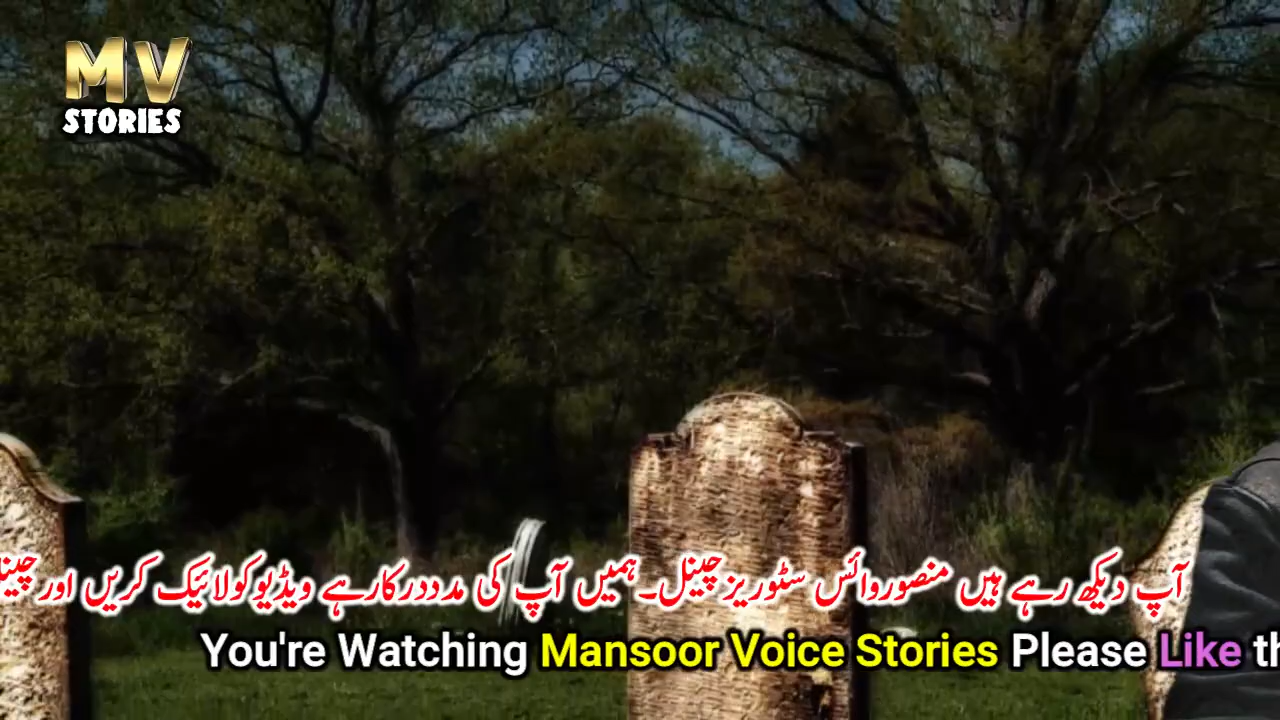 MV
STORIES
آپ دیکھ رہے ہیں منصور وائس سٹوریز چینل۔ ہمیں آپ کی مدد درکار ہے ویڈیو کو لائیک کریں اور
You're Watching Mansoor Voice Stories Please Like